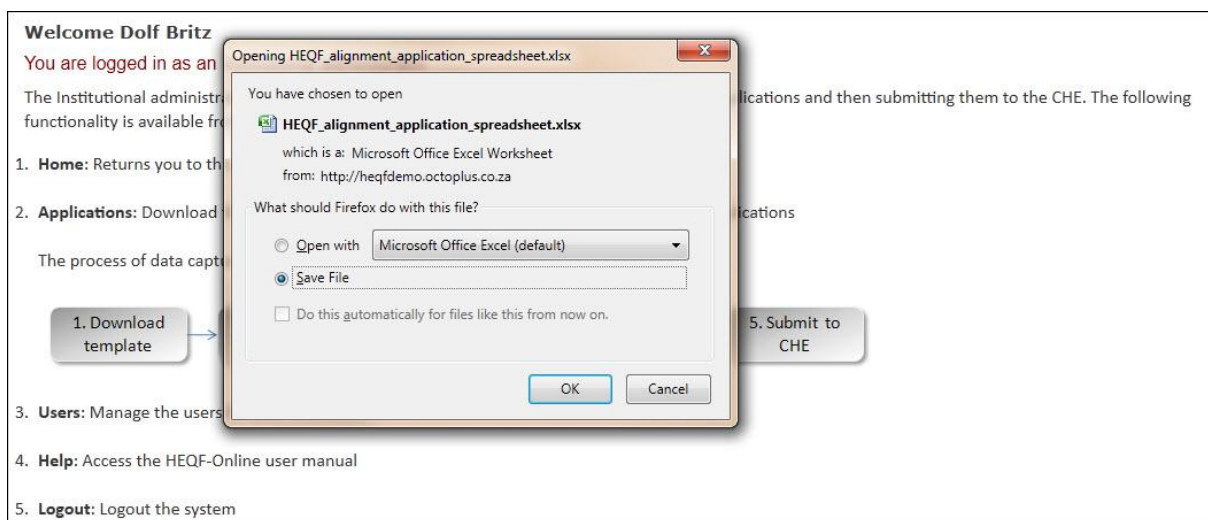 Welcome Dolf Britz
You are logged in as an
Opening HEQF_alignment_application_spreadsheet.xlsx
The Institutional administr
lications and then submitting them to the CHE. The following
functionality is available fr
You have chosen to open
HEQF_alignment_application_spreadsheet.xlsx
which is a: Microsoft Office Excel Worksheet
from: http://heqfdemo.octoplus.co.za
What should Firefox do with this file?
Open with Microsoft Office Excel (default)
Save File
Do this automatically for files like this from now on.
OK Cancel
1. Home: Returns you to th
2. Applications: Download
ications
The process of data capt
1. Download
template
5. Submit to
CHE
3. Users: Manage the users
4. Help: Access the HEQF-Online user manual
5. Logout: Logout the system